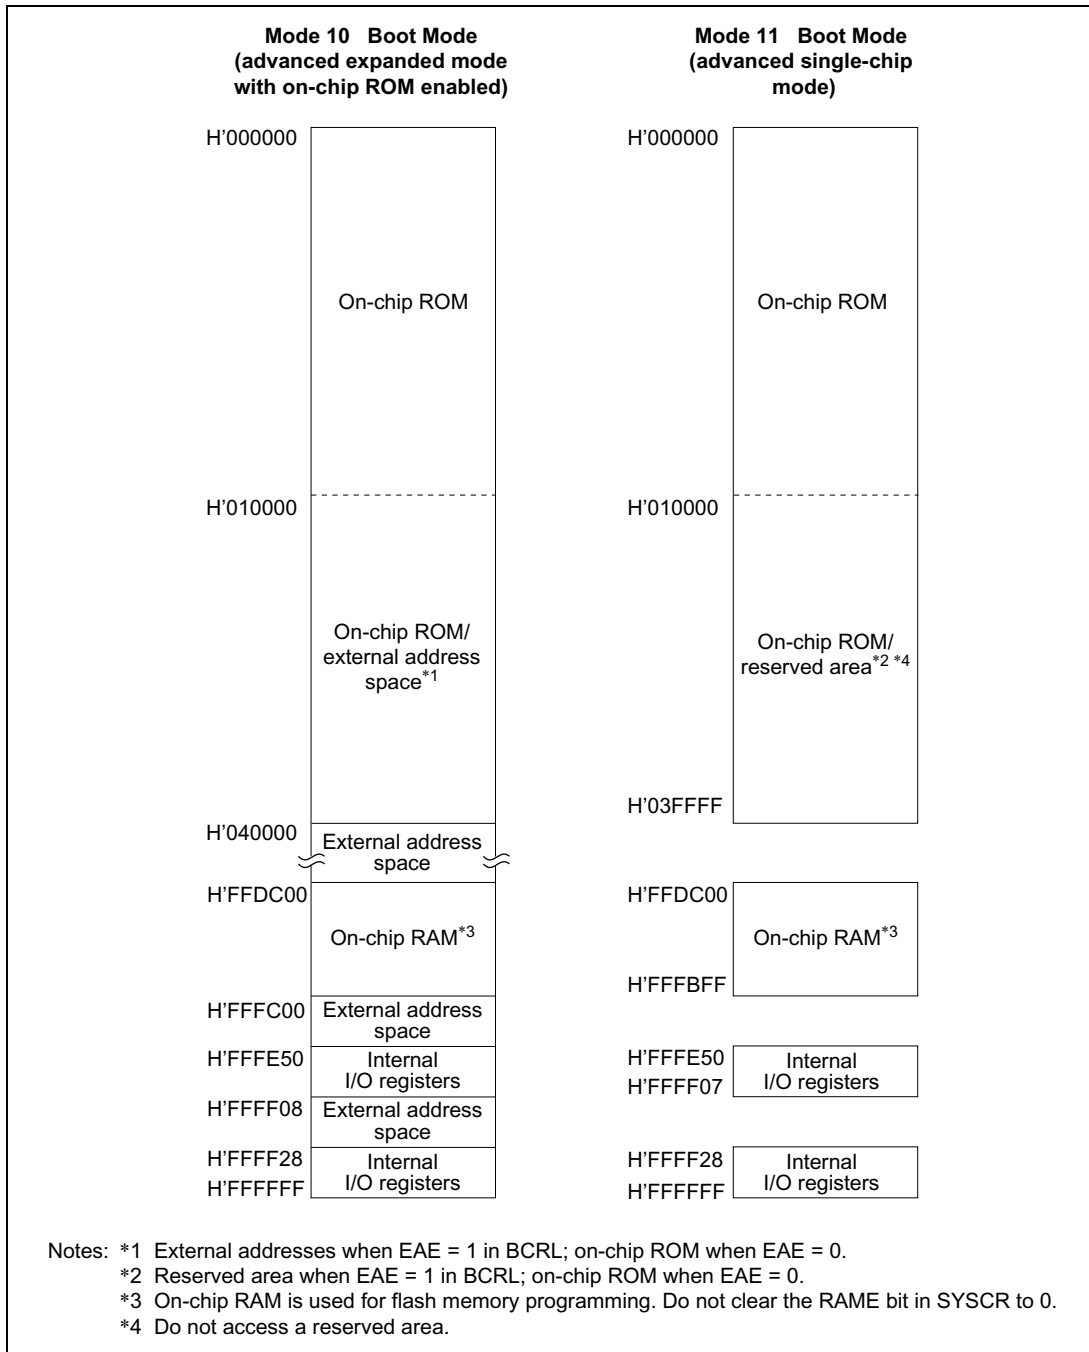 Mode 10 Boot Mode
(advanced expanded mode
with on-chip ROM enabled)
H'000000
On-chip ROM
H'010000
On-chip ROM/
external address
space*1
H'040000
External address
space
H'FFDC00
On-chip RAM*3
H'FFFC00
External address
space
H'FFFE50
Internal
I/O registers
H'FFFF08
External address
space
H'FFFF28
Internal
I/O registers
H'FFFFFF
Mode 11 Boot Mode
(advanced single-chip
mode)
H'000000
On-chip ROM
H'010000
On-chip ROM/
reserved area*2 *4
H'03FFFF
H'FFDC00
On-chip RAM*3
H'FFFBFF
H'FFFE50
Internal
I/O registers
H'FFFF07
H'FFFF28
Internal
I/O registers
H'FFFFFF
Notes: *1 External addresses when EAE = 1 in BCRL; on-chip ROM when EAE = 0.
*2 Reserved area when EAE = 1 in BCRL; on-chip ROM when EAE = 0.
*3 On-chip RAM is used for flash memory programming. Do not clear the RAME bit in SYSCR to 0.
*4 Do not access a reserved area.